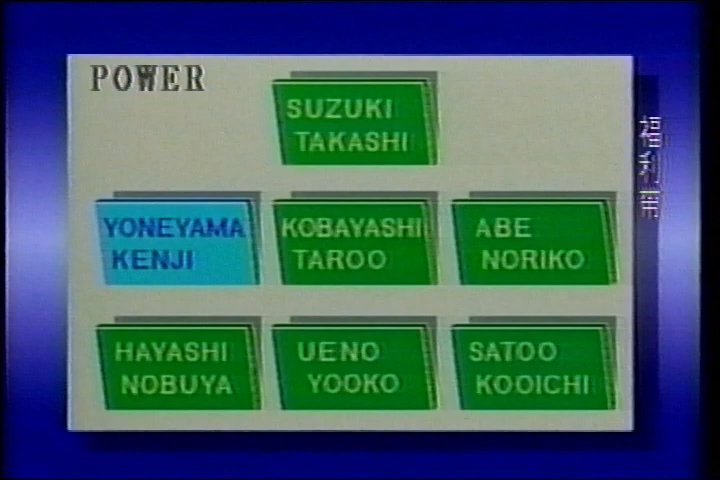 POWER
SUZUKI
TAKASHI
YONEYAMA
KENJI
KOBAYASHI
TAROO
ABE
NORIKO
HAYASHI
NOBUYA
UENO
YOOKO
SATOO
KOOICHI